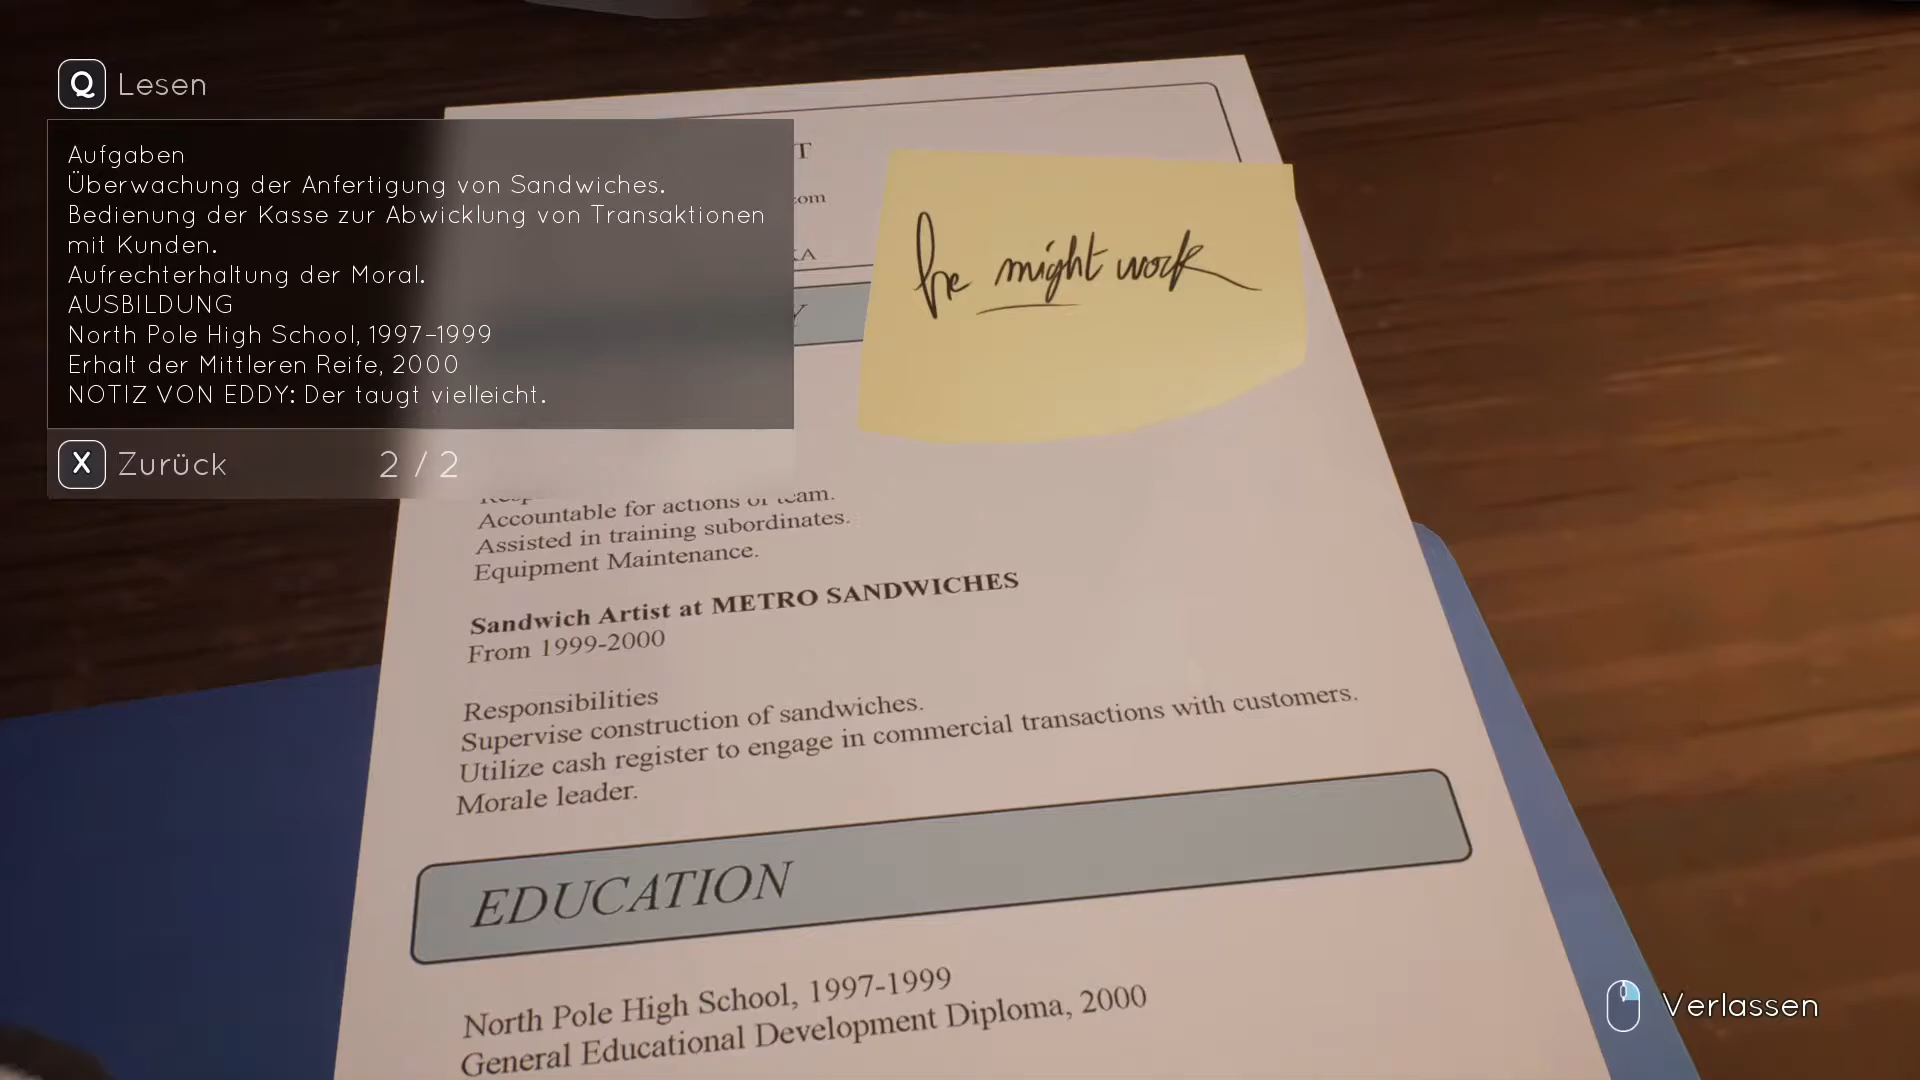 Q Lesen
Aufgaben
Überwachung der Anfertigung von Sandwiches.
Bedienung der Kasse zur Abwicklung von Transaktionen
mit Kunden.
Aufrechterhaltung der Moral.
AUSBILDUNG
North Pole High School, 1997-1999
Erhalt der Mittleren Reife, 2000
NOTIZ VON EDDY: Der taugt vielleicht.
X Zurück 2 / 2
he might work
Accountable for actions of team.
Assisted in training subordinates.
Equipment Maintenance.
Sandwich Artist at METRO SANDWICHES
From 1999-2000
Responsibilities
Supervise construction of sandwiches.
Utilize cash register to engage in commercial transactions with customers.
Morale leader.
EDUCATION
North Pole High School, 1997-1999
General Educational Development Diploma, 2000
Verlassen